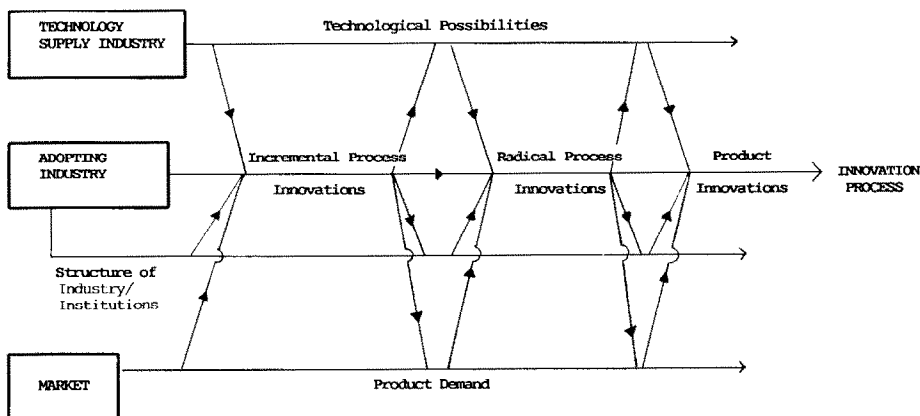 TECHNOLOGY
SUPPLY INDUSTRY
Technological Possibilities
ADOPTING
INDUSTRY
Incremental Process
Innovations
Radical Process
Innovations
Product
Innovations
INNOVATION
PROCESS
Structure of
Industry/
Institutions
MARKET
Product Demand